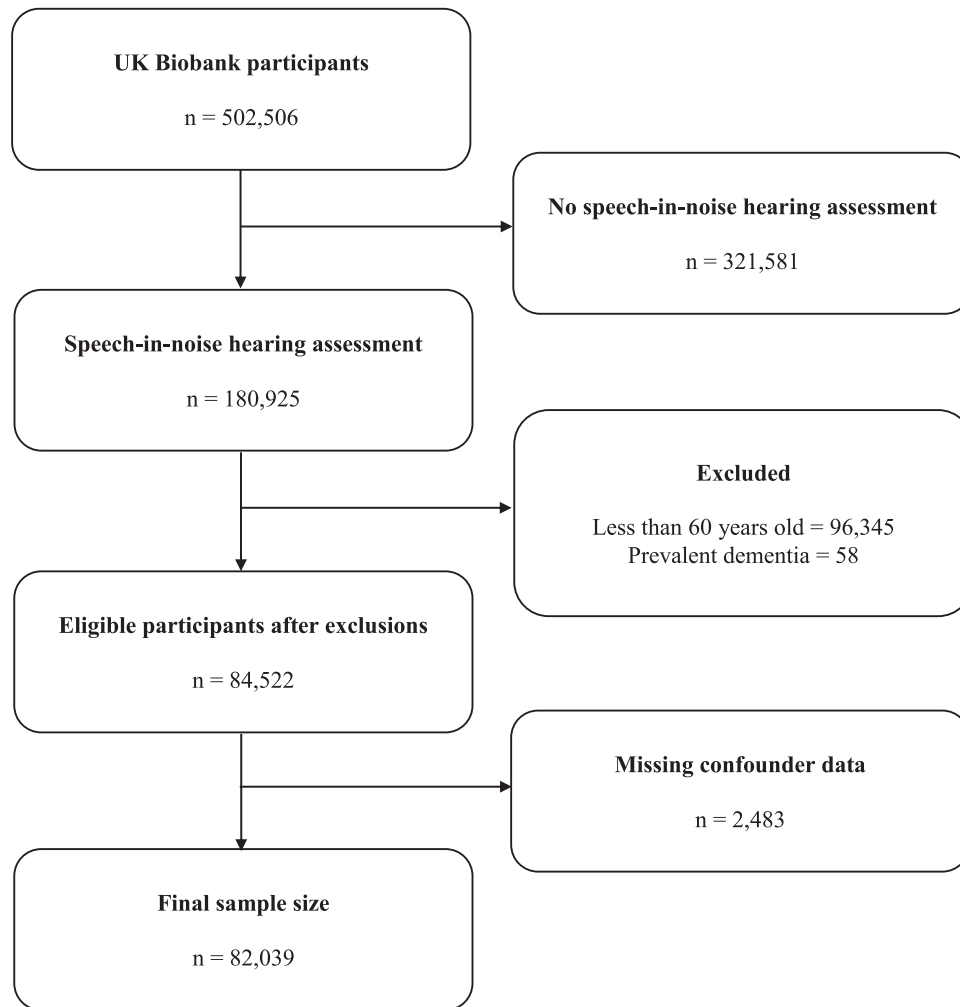 UK Biobank participants
n = 502,506
No speech-in-noise hearing assessment
n = 321,581
Speech-in-noise hearing assessment
n = 180,925
Excluded
Less than 60 years old = 96,345
Prevalent dementia = 58
Eligible participants after exclusions
n = 84,522
Missing confounder data
n = 2,483
Final sample size
n = 82,039